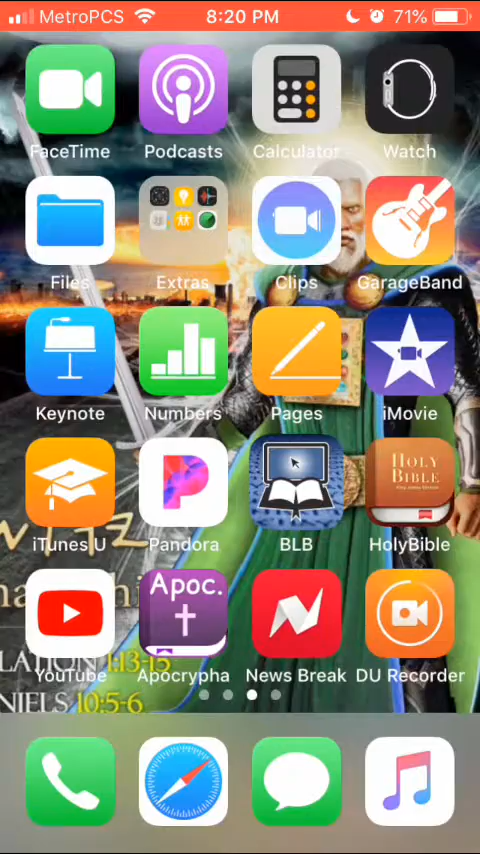 MetroPCS 8:20 PM 71%
FaceTime Podcasts Calculator Watch
Files Extras Clips GarageBand
Keynote Numbers Pages iMovie
HOLY
BIBLE
iTunes U Pandora BLB HolyBible
Apoc.
YouTube Apocrypha News Break DU Recorder
LATION 1:13-15
NIELS 10:5-6